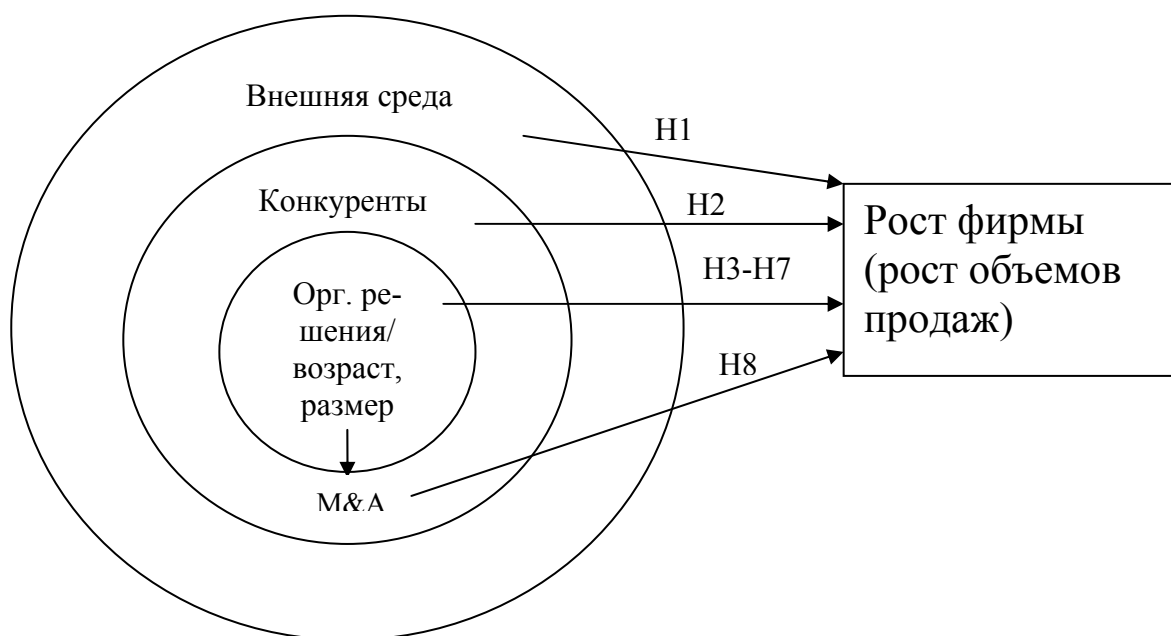 Внешняя среда
H1
Конкуренты
H2
Рост фирмы
(рост объемов
продаж)
H3-H7
Орг. ре-
шения/
возраст,
размер
H8
M&A